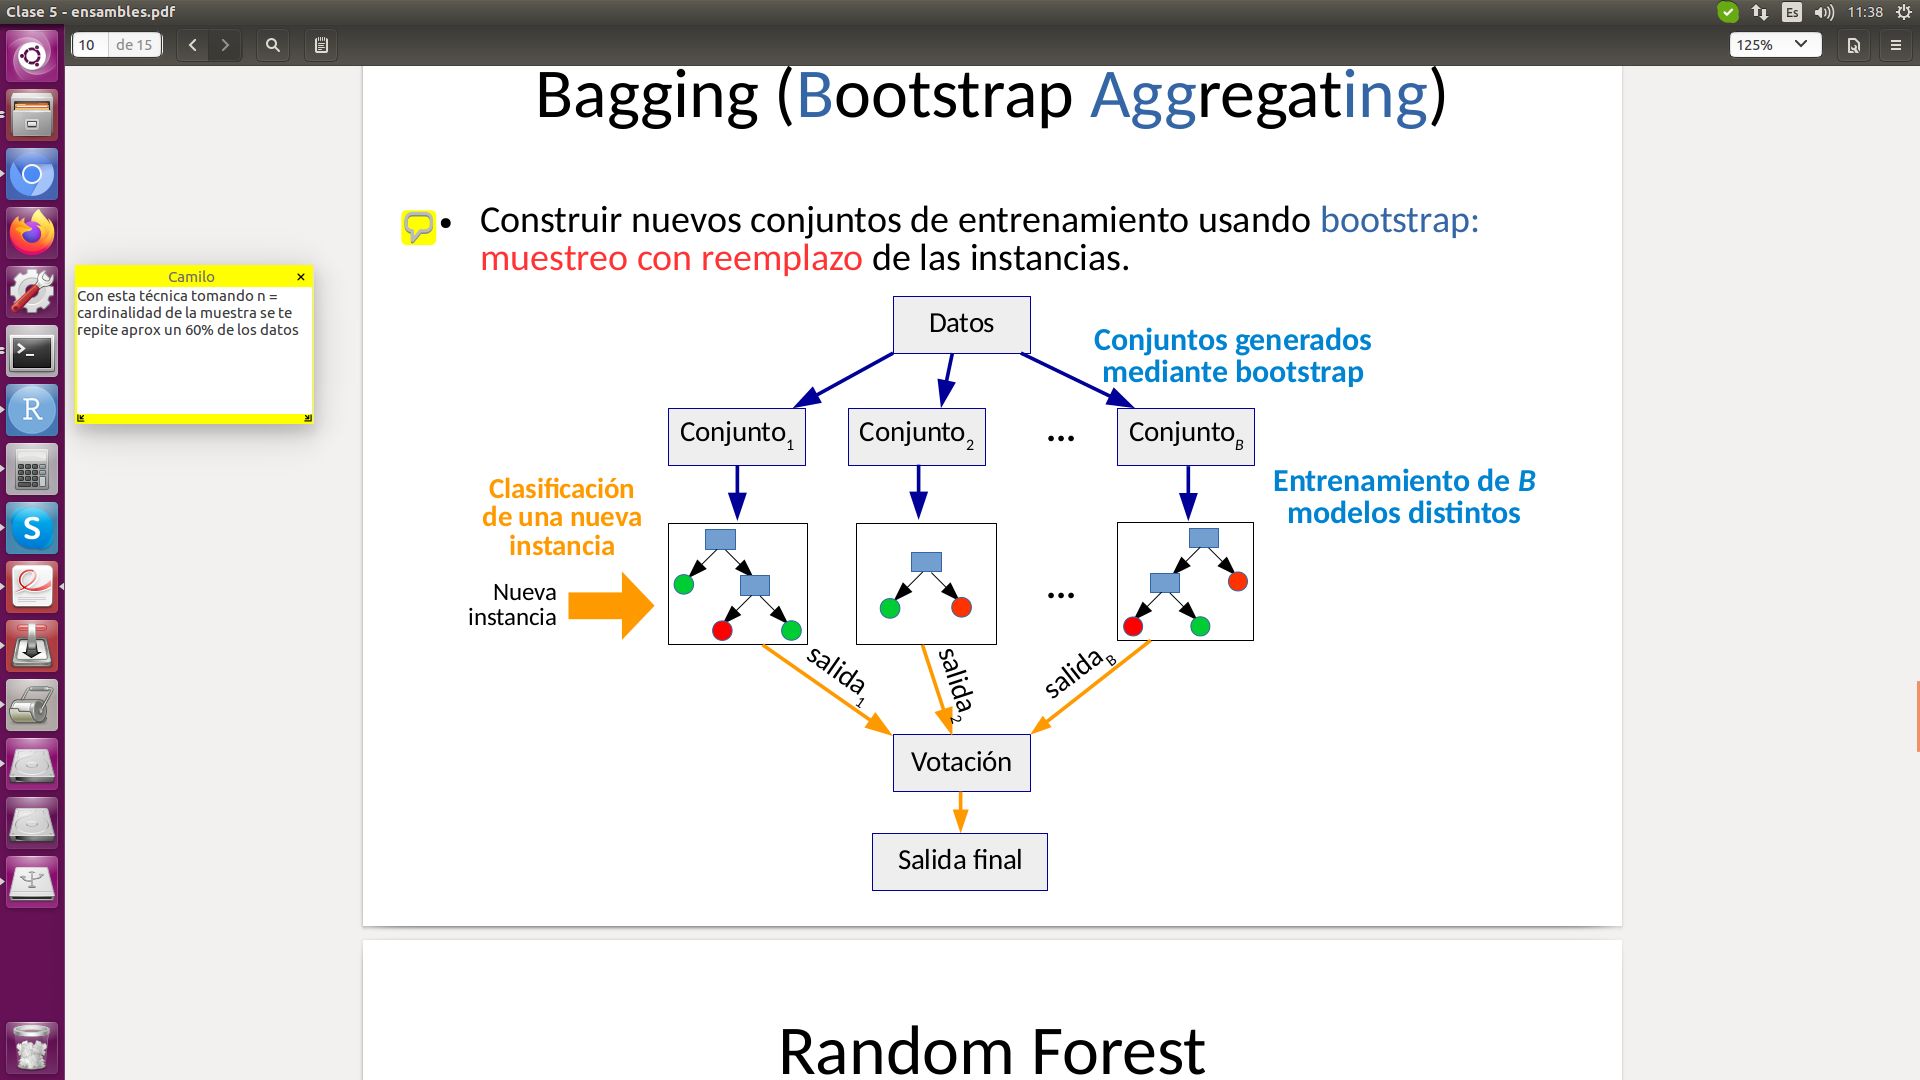 Clase 5 - ensambles.pdf
Es
11:38
10 de 15
125%
Bagging (Bootstrap Aggregating)
• Construir nuevos conjuntos de entrenamiento usando bootstrap:
muestreo con reemplazo de las instancias.
Camilo
Con esta técnica tomando n =
cardinalidad de la muestra se te
repite aprox un 60% de los datos
Datos
Conjuntos generados
mediante bootstrap
Conjunto1
Conjunto2
...
ConjuntoB
Entrenamiento de B
modelos distintos
Clasificación
de una nueva
instancia
Nueva
instancia
...
salida1
salida2
salidaB
Votación
Salida final
Random Forest